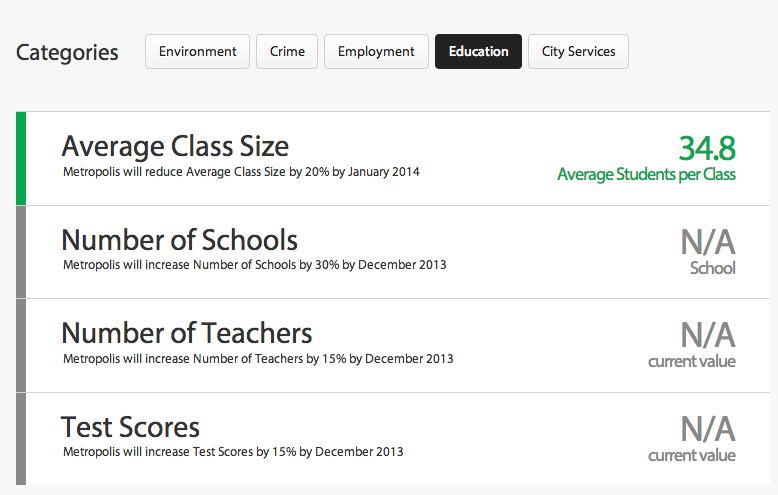 Categories Environment Crime Employment Education City Services
Average Class Size 34.8
Metropolis will reduce Average Class Size by 20% by January 2014 Average Students per Class
Number of Schools N/A
Metropolis will increase Number of Schools by 30% by December 2013 School
Number of Teachers N/A
Metropolis will increase Number of Teachers by 15% by December 2013 current value
Test Scores N/A
Metropolis will increase Test Scores by 15% by December 2013 current value